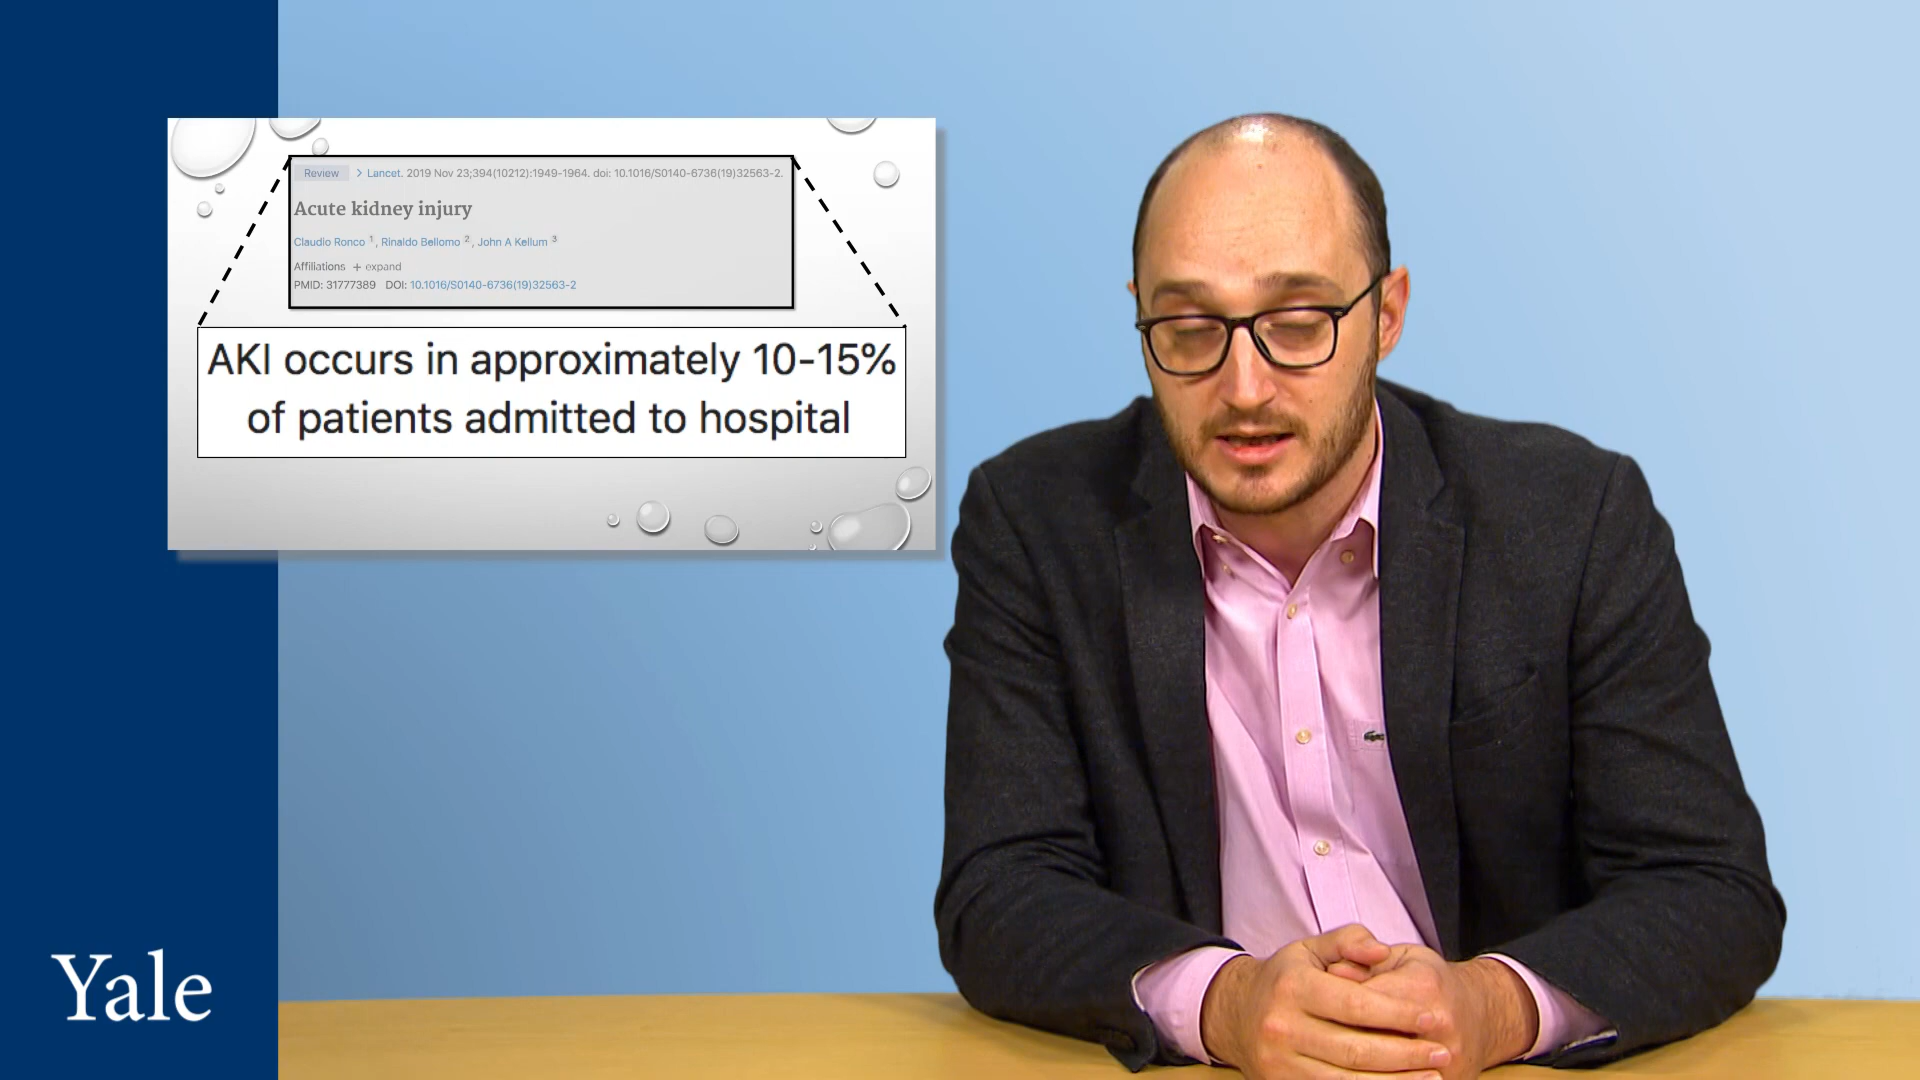 Review > Lancet. 2019 Nov 23;394(10212):1949-1964. doi: 10.1016/S0140-6736(19)32563-2.
Acute kidney injury
Claudio Ronco 1, Rinaldo Bellomo 2, John A Kellum 3
Affiliations + expand
PMID: 31777389 DOI: 10.1016/S0140-6736(19)32563-2
AKI occurs in approximately 10-15%
of patients admitted to hospital
Yale